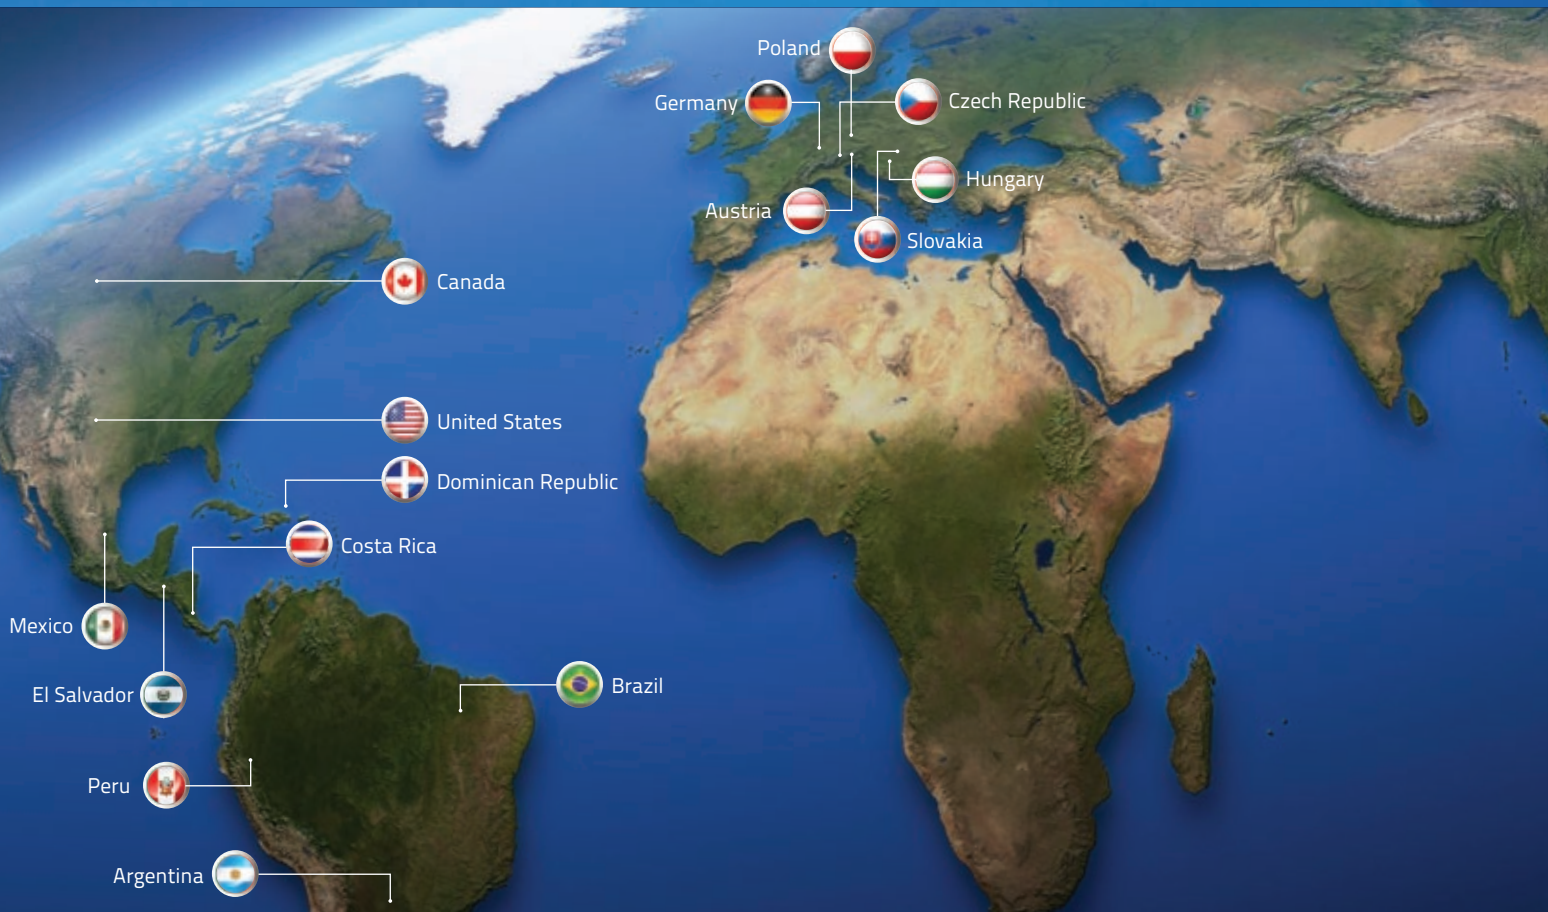 Poland
Germany
Czech Republic
Hungary
Austria
Slovakia
Canada
United States
Dominican Republic
Costa Rica
Mexico
El Salvador
Brazil
Peru
Argentina